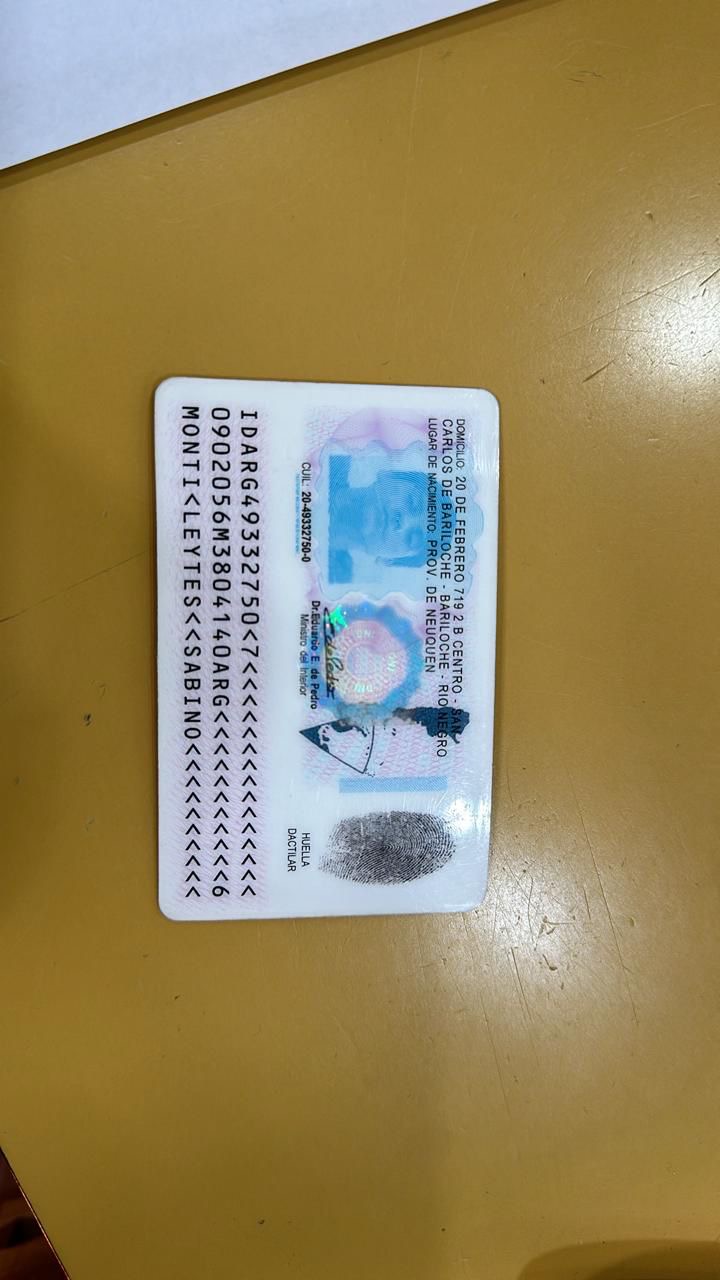 DOMICILIO: 20 DE FEBRERO 719 2 B CENTRO - SAN
CARLOS DE BARILOCHE - BARILOCHE - RIO NEGRO
LUGAR DE NACIMIENTO: PROV. DE NEUQUEN
CUIL: 20-49332750-0
Dr. Eduardo E. de Pedro
Ministro del Interior
HUELLA
DACTILAR
IDARG49332750<7<<<<<<<<<<<<<<<
0902056M3804140ARG<<<<<<<<<<<6
MONTI<LEYTES<<SABINO<<<<<<<<<<